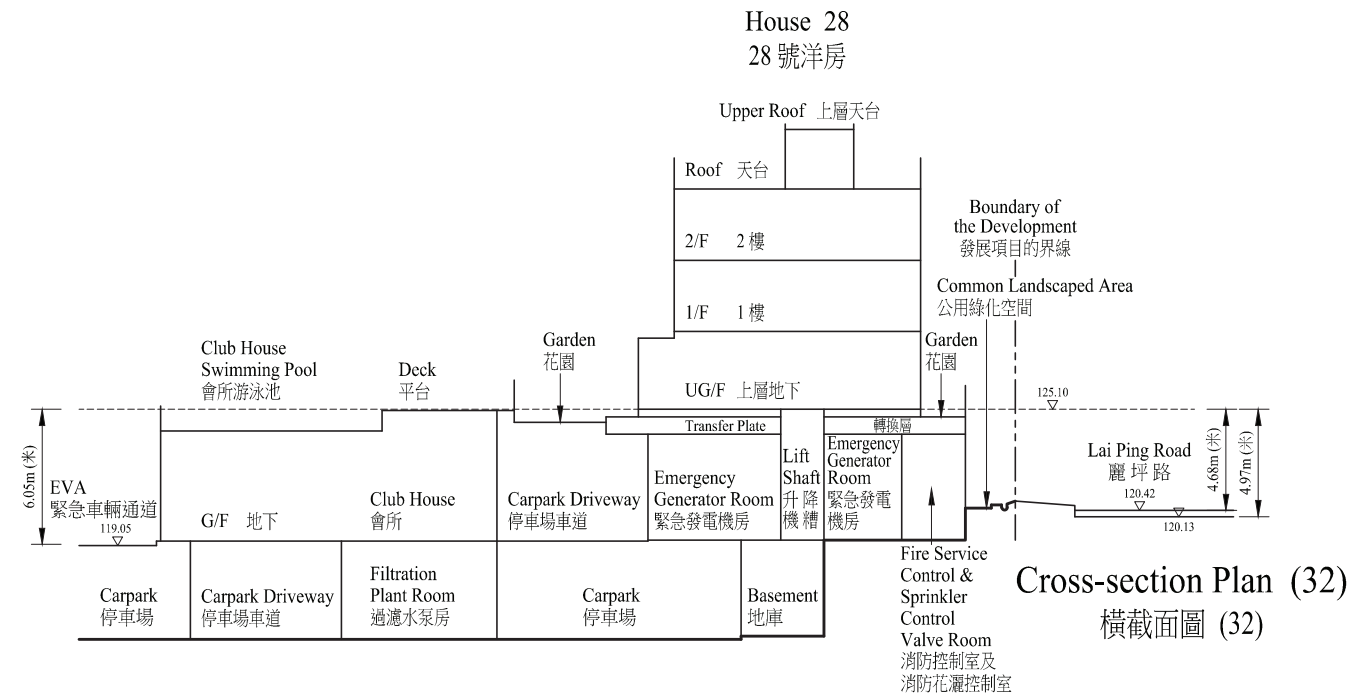 House 28
28 號洋房
Upper Roof 上層天台
Roof 天台
2/F 2 樓
1/F 1 樓
UG/F 上層地下
Boundary of
the Development
發展項目的界線
Common Landscaped Area
公用綠化空間
Club House
Swimming Pool
會所游泳池
Deck
平台
Garden
花園
Garden
花園
125.10
Transfer Plate 轉換層
6.05m (米)
EVA
緊急車輛通道
119.05
G/F 地下
Club House
會所
Carpark Driveway
停車場車道
Emergency
Generator Room
緊急發電機房
Lift
Shaft
升降
機糟
Emergency
Generator
Room
緊急發電
機房
Lai Ping Road
麗坪路
120.42
120.13
4.68m (米)
4.97m (米)
Carpark
停車場
Carpark Driveway
停車場車道
Filtration
Plant Room
過濾水泵房
Carpark
停車場
Basement
地庫
Fire Service
Control &
Sprinkler
Control
Valve Room
消防控制室及
消防花灑控制室
Cross-section Plan (32)
橫截面圖 (32)